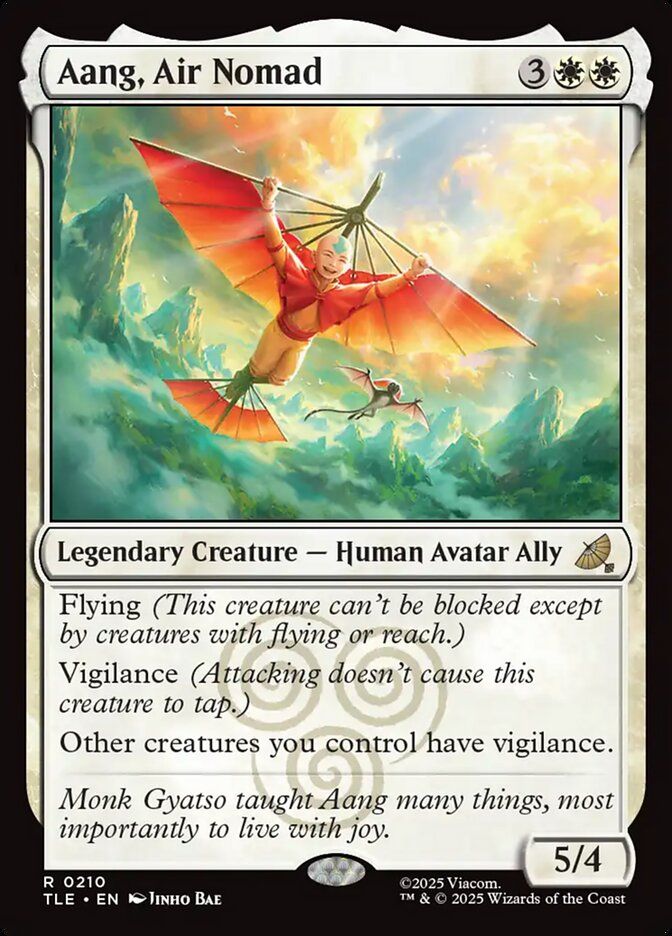 Aang, Air Nomad 3
Legendary Creature — Human Avatar Ally
Flying (This creature can't be blocked except
by creatures with flying or reach.)
Vigilance (Attacking doesn't cause this
creature to tap.)
Other creatures you control have vigilance.
Monk Gyatso taught Aang many things, most
importantly to live with joy.
5/4
R 0210
TLE • EN Jinho Bae
©2025 Viacom.
™ & © 2025 Wizards of the Coast